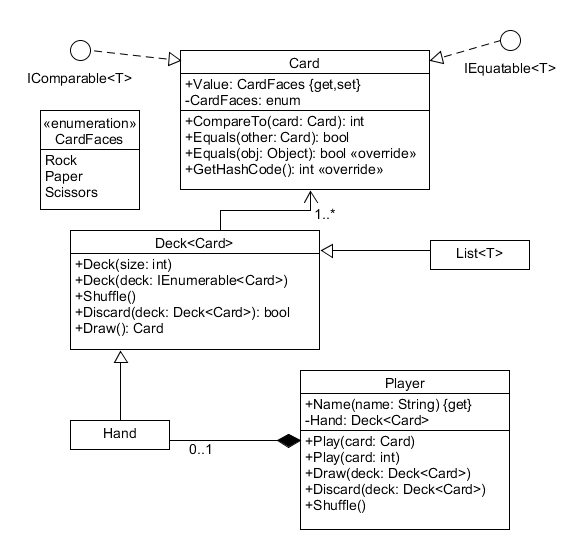 IComparable<T>
Card
IEquatable<T>
+Value: CardFaces {get,set}
-CardFaces: enum
+CompareTo(card: Card): int
+Equals(other: Card): bool
+Equals(obj: Object): bool «override»
+GetHashCode(): int «override»
«enumeration»
CardFaces
Rock
Paper
Scissors
1..*
Deck<Card>
+Deck(size: int)
+Deck(deck: IEnumerable<Card>)
+Shuffle()
+Discard(deck: Deck<Card>): bool
+Draw(): Card
List<T>
Hand
0..1
Player
+Name(name: String) {get}
-Hand: Deck<Card>
+Play(card: Card)
+Play(card: int)
+Draw(deck: Deck<Card>)
+Discard(deck: Deck<Card>)
+Shuffle()